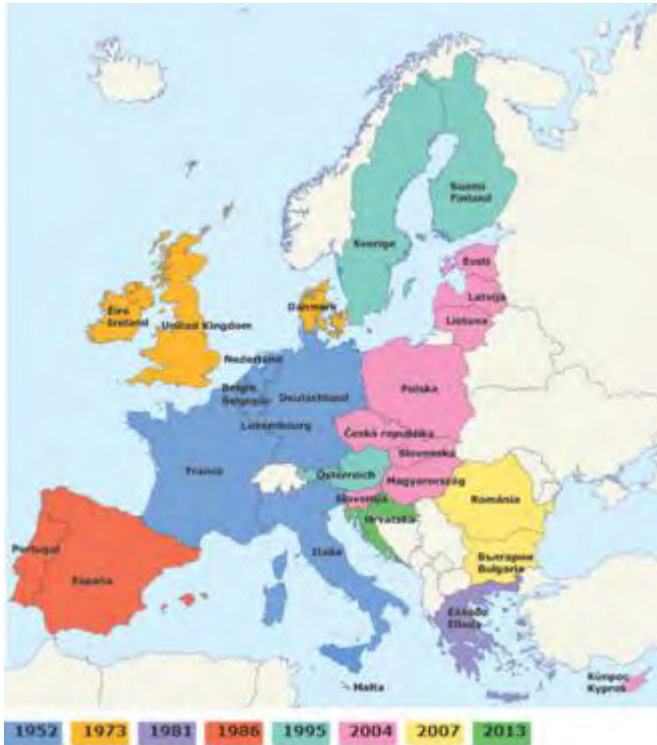 Suomi
Finland
Sverige
Eesti
Latvija
Lietuva
Danmark
Éire
Ireland
United Kingdom
Nederland
België
Belgique
Deutschland
Polska
Luxembourg
Česká republika
Slovensko
France
Österreich
Magyarország
Slovenija
Hrvatska
România
Italia
Portugal
España
България
Bulgaria
Ελλάδα
Ellada
Malta
Κύπρος
Kypros
1952 1973 1981 1986 1995 2004 2007 2013